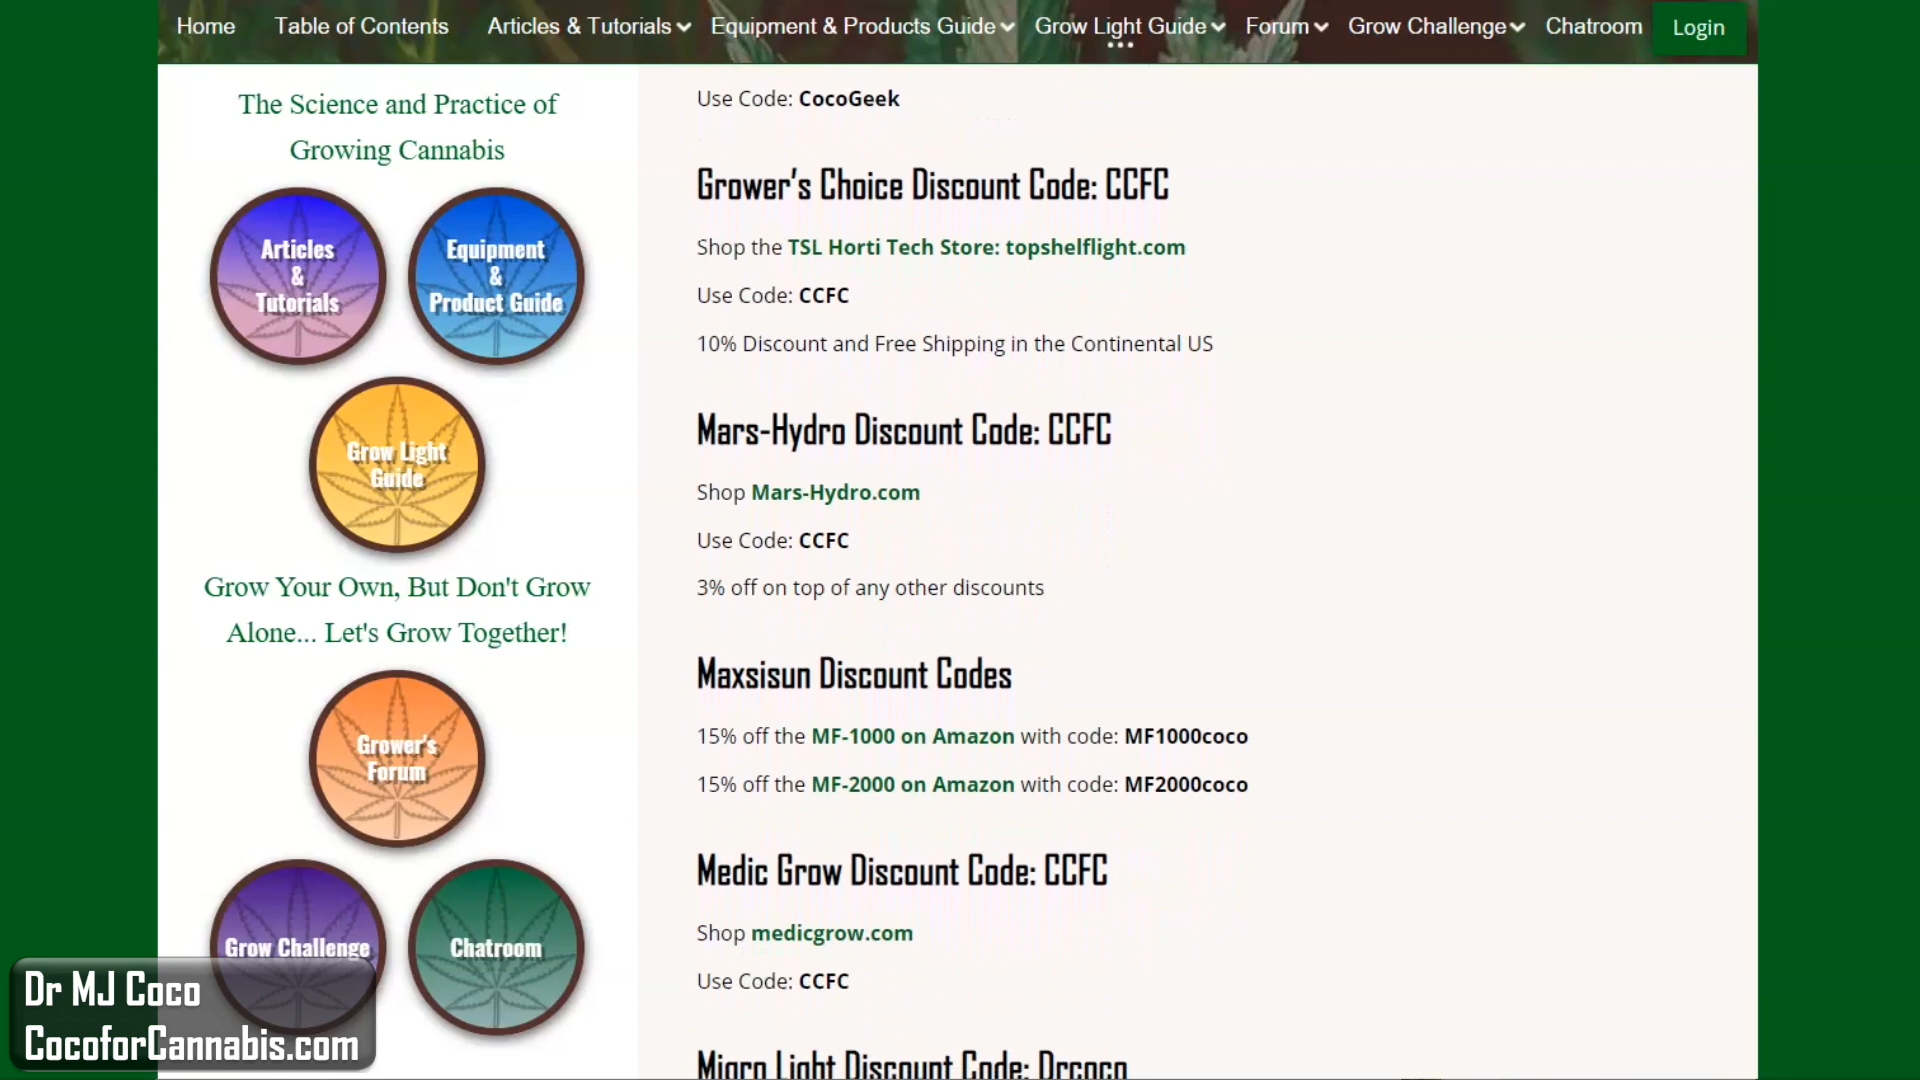 Home Table of Contents Articles & Tutorials Equipment & Products Guide Grow Light Guide Forum Grow Challenge Chatroom Login
The Science and Practice of
Growing Cannabis
Articles
&
Tutorials
Equipment
&
Product Guide
Grow Light
Guide
Grow Your Own, But Don't Grow
Alone... Let's Grow Together!
Grower's
Forum
Grow Challenge
Chatroom
Use Code: CocoGeek
Grower's Choice Discount Code: CCFC
Shop the TSL Horti Tech Store: topshelflight.com
Use Code: CCFC
10% Discount and Free Shipping in the Continental US
Mars-Hydro Discount Code: CCFC
Shop Mars-Hydro.com
Use Code: CCFC
3% off on top of any other discounts
Maxsisun Discount Codes
15% off the MF-1000 on Amazon with code: MF1000coco
15% off the MF-2000 on Amazon with code: MF2000coco
Medic Grow Discount Code: CCFC
Shop medicgrow.com
Use Code: CCFC
Migro Light Discount Code: Drcoco
Dr MJ Coco
CocoforCannabis.com